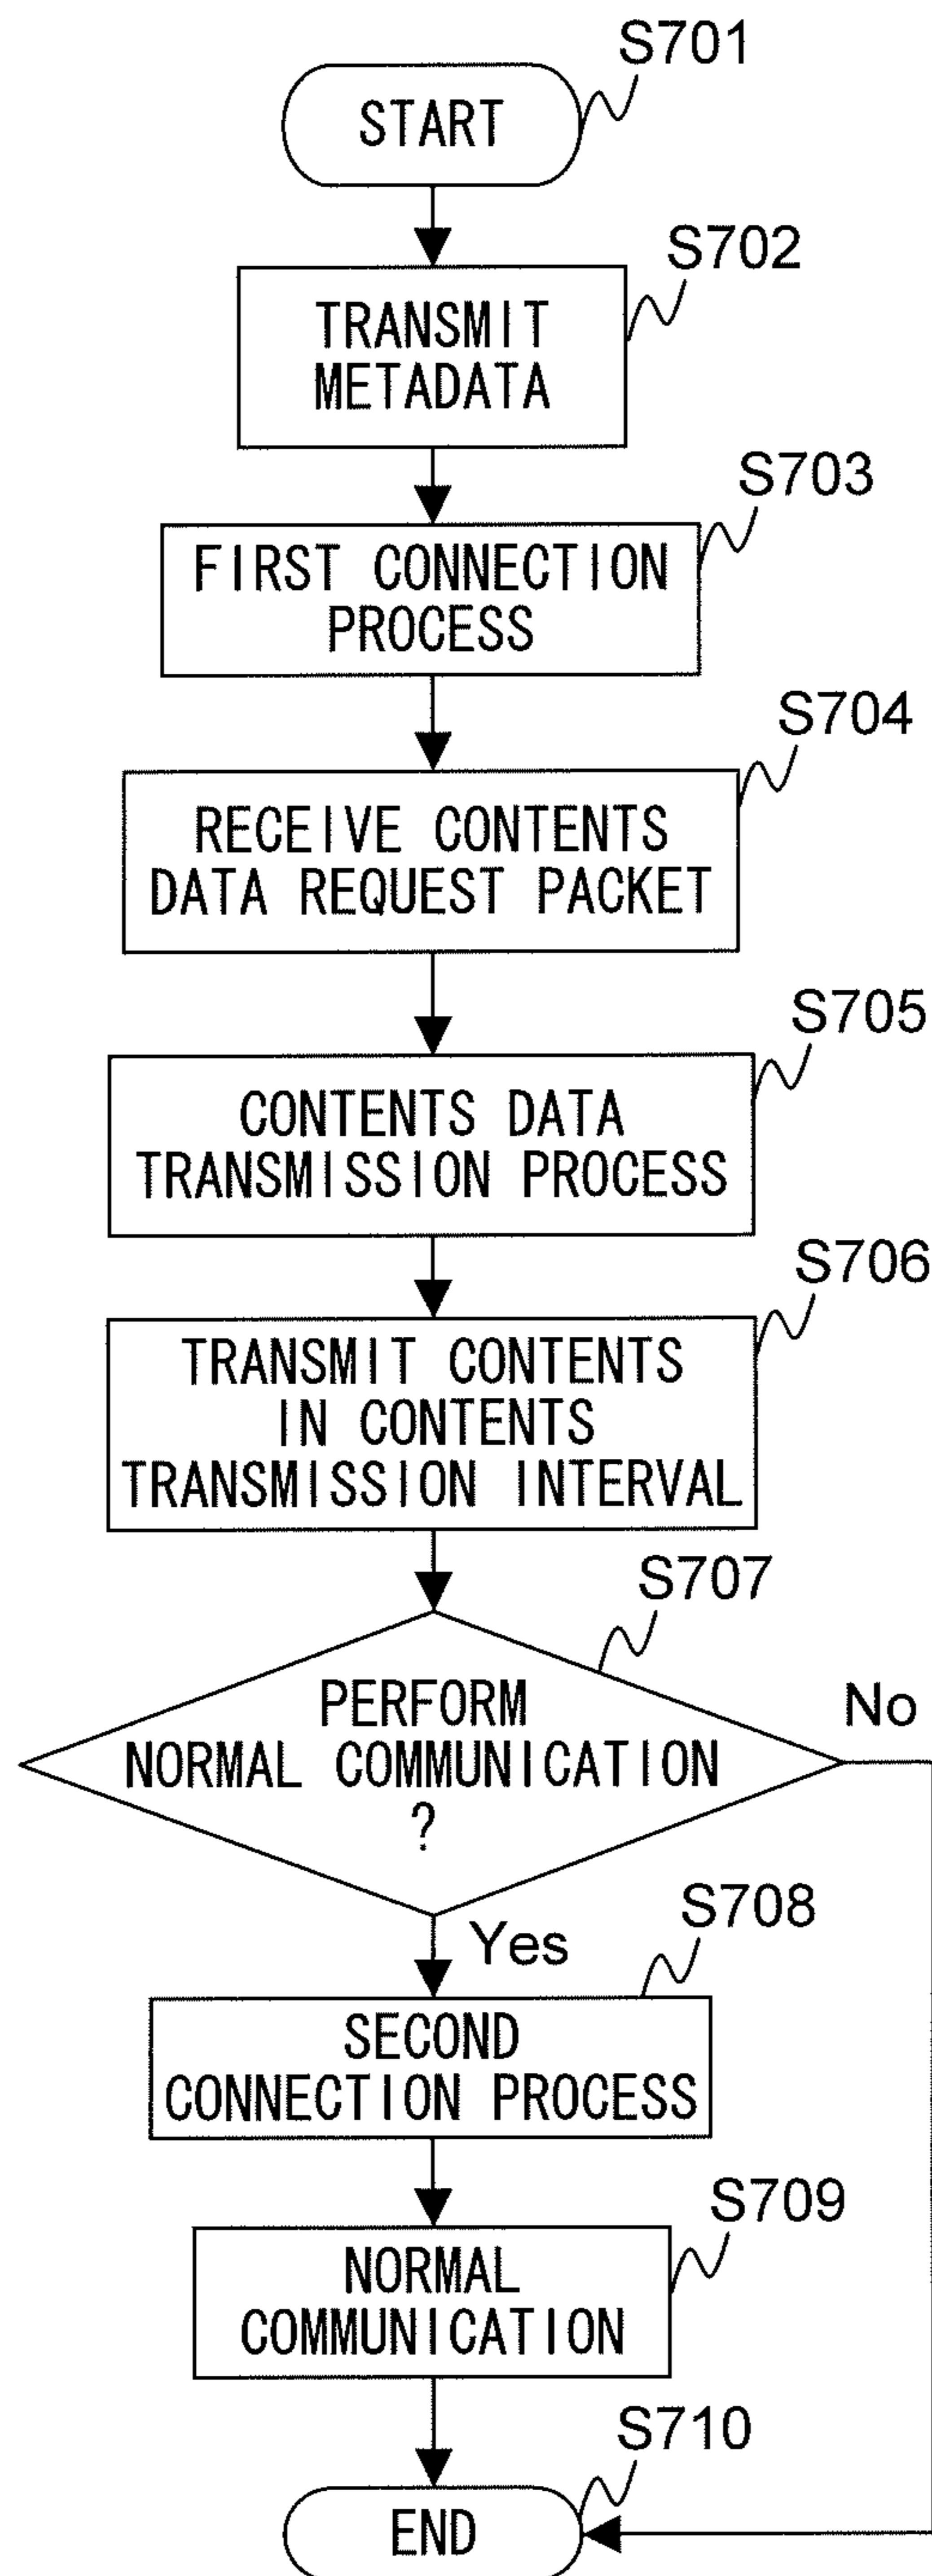 S701
START
S702
TRANSMIT
METADATA
S703
FIRST CONNECTION
PROCESS
S704
RECEIVE CONTENTS
DATA REQUEST PACKET
S705
CONTENTS DATA
TRANSMISSION PROCESS
S706
TRANSMIT CONTENTS
IN CONTENTS
TRANSMISSION INTERVAL
S707
PERFORM
NORMAL COMMUNICATION
?
No
Yes
S708
SECOND
CONNECTION PROCESS
S709
NORMAL
COMMUNICATION
S710
END